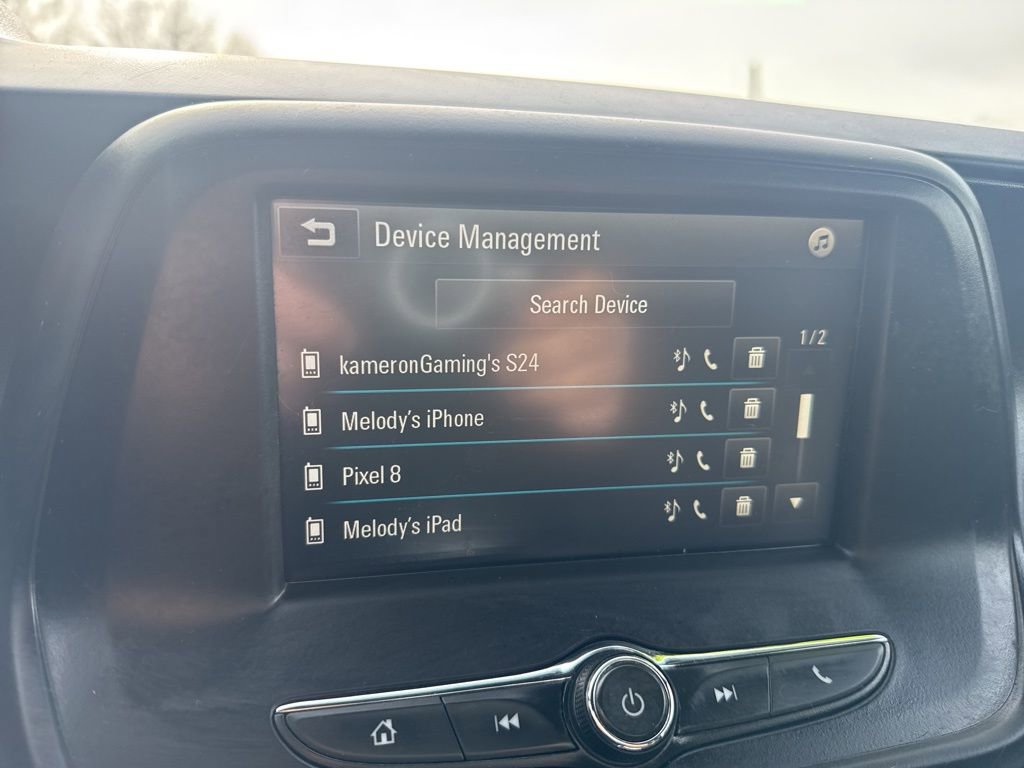 Device Management
Search Device
1/2
kameronGaming's S24
Melody's iPhone
Pixel 8
Melody's iPad